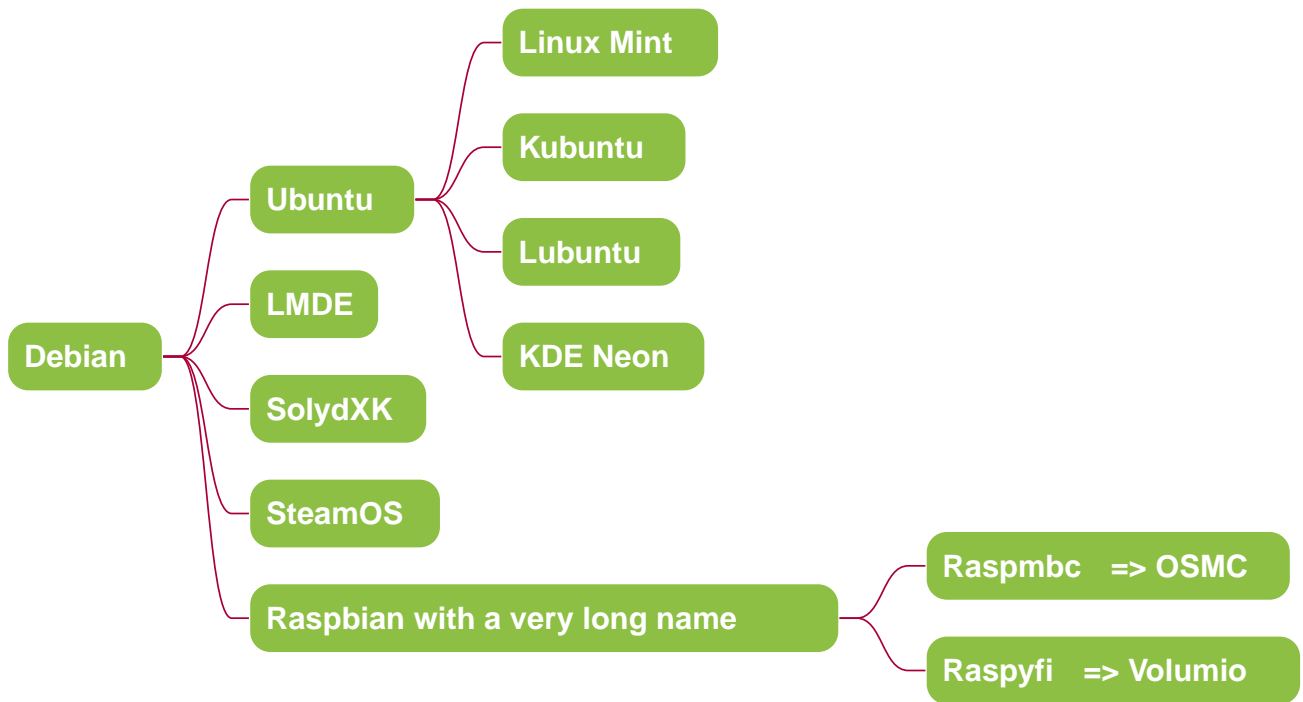 Debian
Ubuntu
Linux Mint
Kubuntu
Lubuntu
KDE Neon
LMDE
SolydXK
SteamOS
Raspbian with a very long name
Raspmbc => OSMC
Raspyfi => Volumio